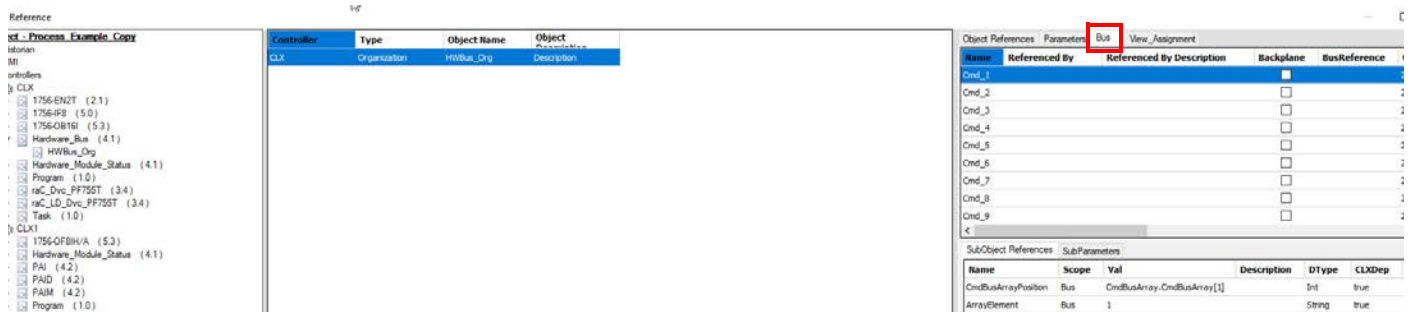 Reference
ect - Process_Example_Copy
istorian
MI
ontrollers
CLX
1756-EN2T (2.1)
1756-IF8 (5.0)
1756-OB16I (5.3)
Hardware_Bus (4.1)
HWBus_Org
Hardware_Module_Status (4.1)
Program (1.0)
raC_Dvc_PF755T (3.4)
raC_LD_Dvc_PF755T (3.4)
Task (1.0)
CLX1
1756-OF8IH/A (5.3)
Hardware_Module_Status (4.1)
PAI (4.2)
PAID (4.2)
PAIM (4.2)
Program (1.0)
Controller Type Object Name Object
CLX Organization HWBus_Org Description
Object References Parameters Bus View_Assignment
Name Referenced By Referenced By Description Backplane BusReference
Cmd_1
Cmd_2
Cmd_3
Cmd_4
Cmd_5
Cmd_6
Cmd_7
Cmd_8
Cmd_9
SubObject References SubParameters
Name Scope Val Description DType CLXDep
CmdBusArrayPosition Bus CmdBusArray.CmdBusArray[1] Int true
ArrayElement Bus 1 String true